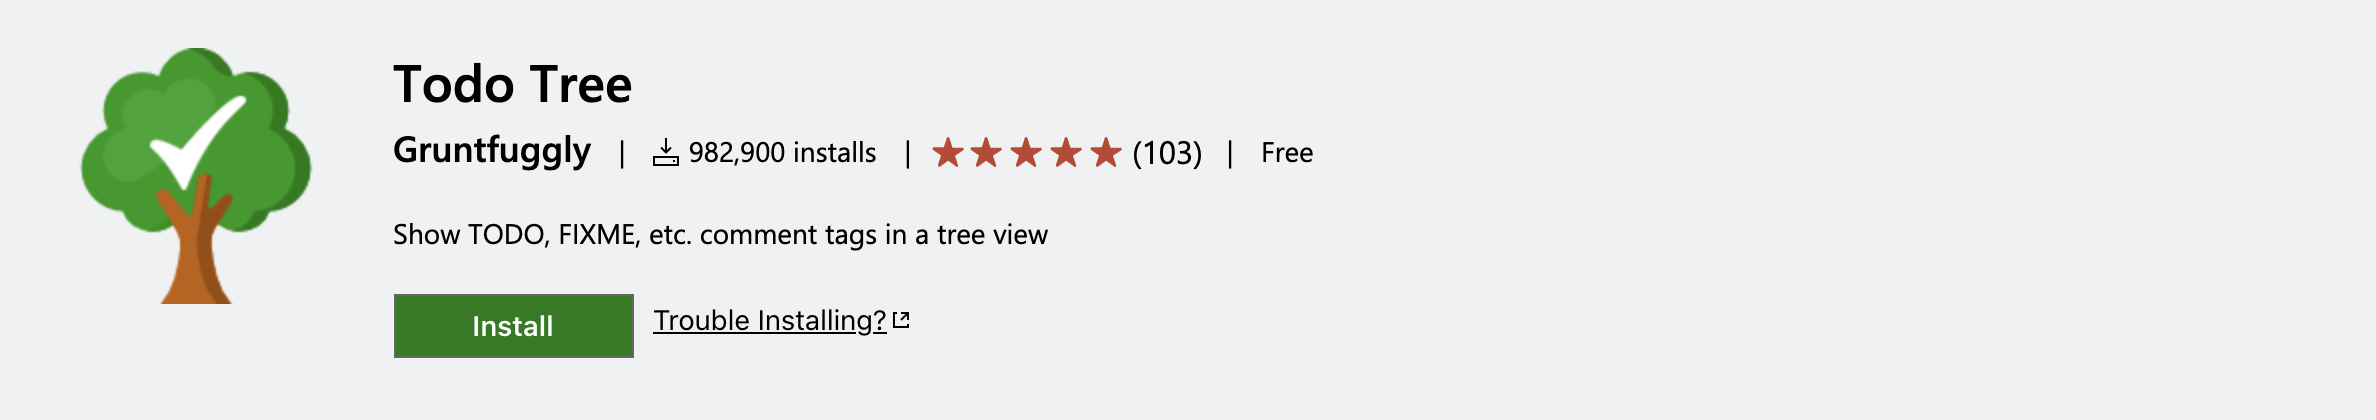 Todo Tree
Gruntfuggly | 982,900 installs | (103) | Free
Show TODO, FIXME, etc. comment tags in a tree view
Install Trouble Installing?